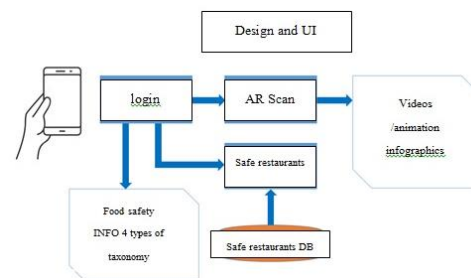 Design and UI
login
AR Scan
Videos
/animation
infographics
Safe restaurants
Food safety
INFO 4 types of
taxonomy
Safe restaurants DB